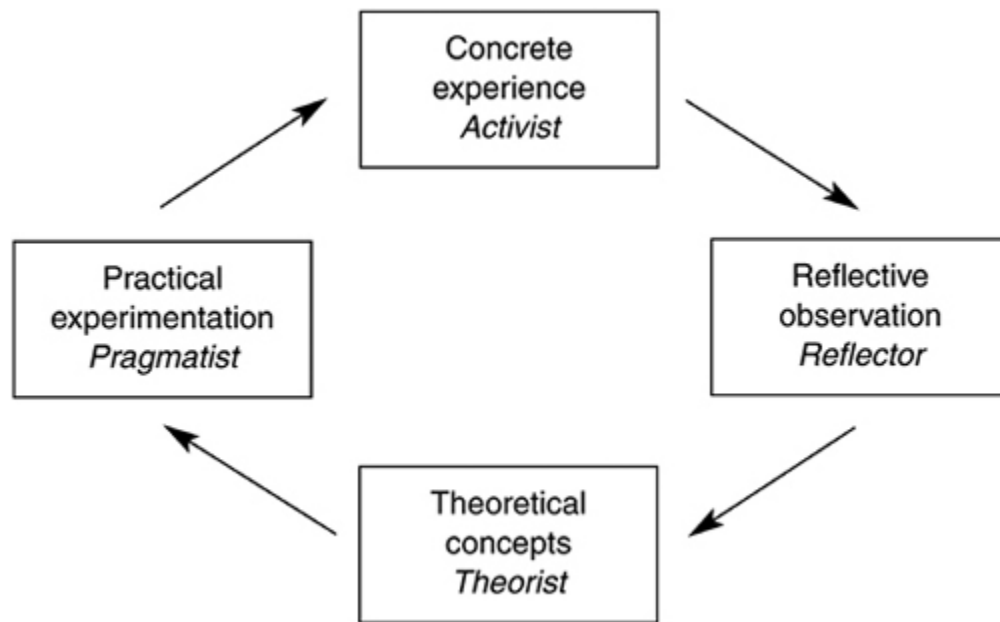 Concrete
experience
Activist
Reflective
observation
Reflector
Theoretical
concepts
Theorist
Practical
experimentation
Pragmatist